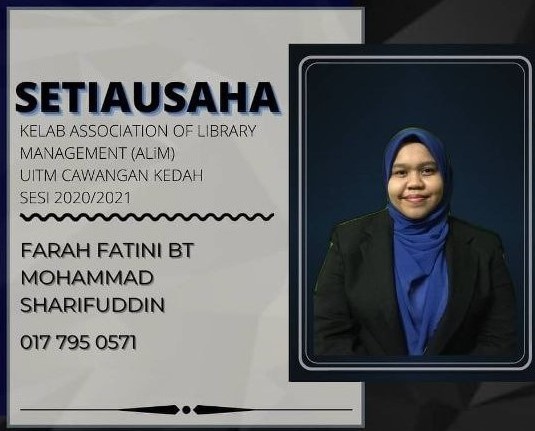 SETIAUSAHA
KELAB ASSOCIATION OF LIBRARY
MANAGEMENT (ALiM)
UITM CAWANGAN KEDAH
SESI 2020/2021
FARAH FATINI BT
MOHAMMAD
SHARIFUDDIN
017 795 0571